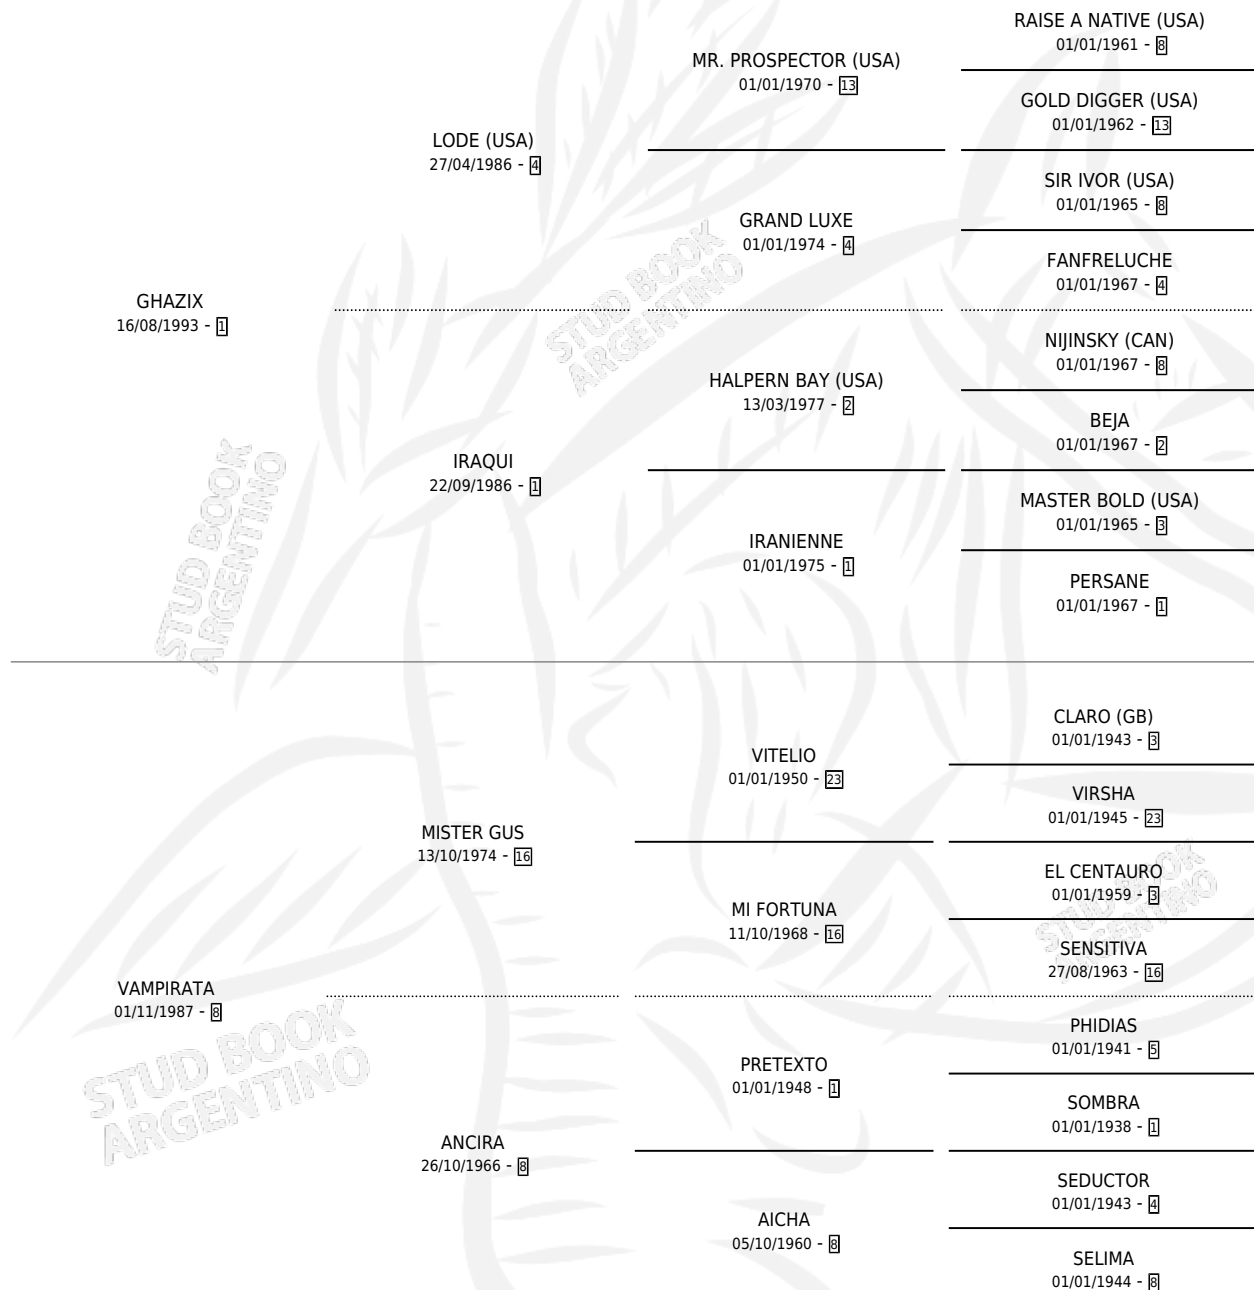 RAISE A NATIVE (USA)
01/01/1961 - 8
MR. PROSPECTOR (USA)
01/01/1970 - 13
GOLD DIGGER (USA)
01/01/1962 - 13
LODE (USA)
27/04/1986 - 4
SIR IVOR (USA)
01/01/1965 - 8
GRAND LUXE
01/01/1974 - 4
FANFRELUCHE
01/01/1967 - 4
GHAZIX
16/08/1993 - 1
STUD BOOK
ARGENTINO
NIJINSKY (CAN)
01/01/1967 - 8
HALPERN BAY (USA)
13/03/1977 - 2
BEJA
01/01/1967 - 2
IRAQUI
22/09/1986 - 1
MASTER BOLD (USA)
01/01/1965 - 3
IRANIENNE
01/01/1975 - 1
PERSANE
01/01/1967 - 1
STUD BOOK
ARGENTINO
CLARO (GB)
01/01/1943 - 3
VITELIO
01/01/1950 - 23
VIRSHA
01/01/1945 - 23
MISTER GUS
13/10/1974 - 16
EL CENTAURO
01/01/1959 - 3
MI FORTUNA
11/10/1968 - 16
STUD BOOK
ARGENTINO
SENSITIVA
27/08/1963 - 16
VAMPIRATA
01/11/1987 - 8
STUD BOOK
ARGENTINO
PHIDIAS
01/01/1941 - 5
PRETEXTO
01/01/1948 - 1
SOMBRA
01/01/1938 - 1
ANCIRA
26/10/1966 - 8
SEDUCTOR
01/01/1943 - 4
AICHA
05/10/1960 - 8
SELIMA
01/01/1944 - 8